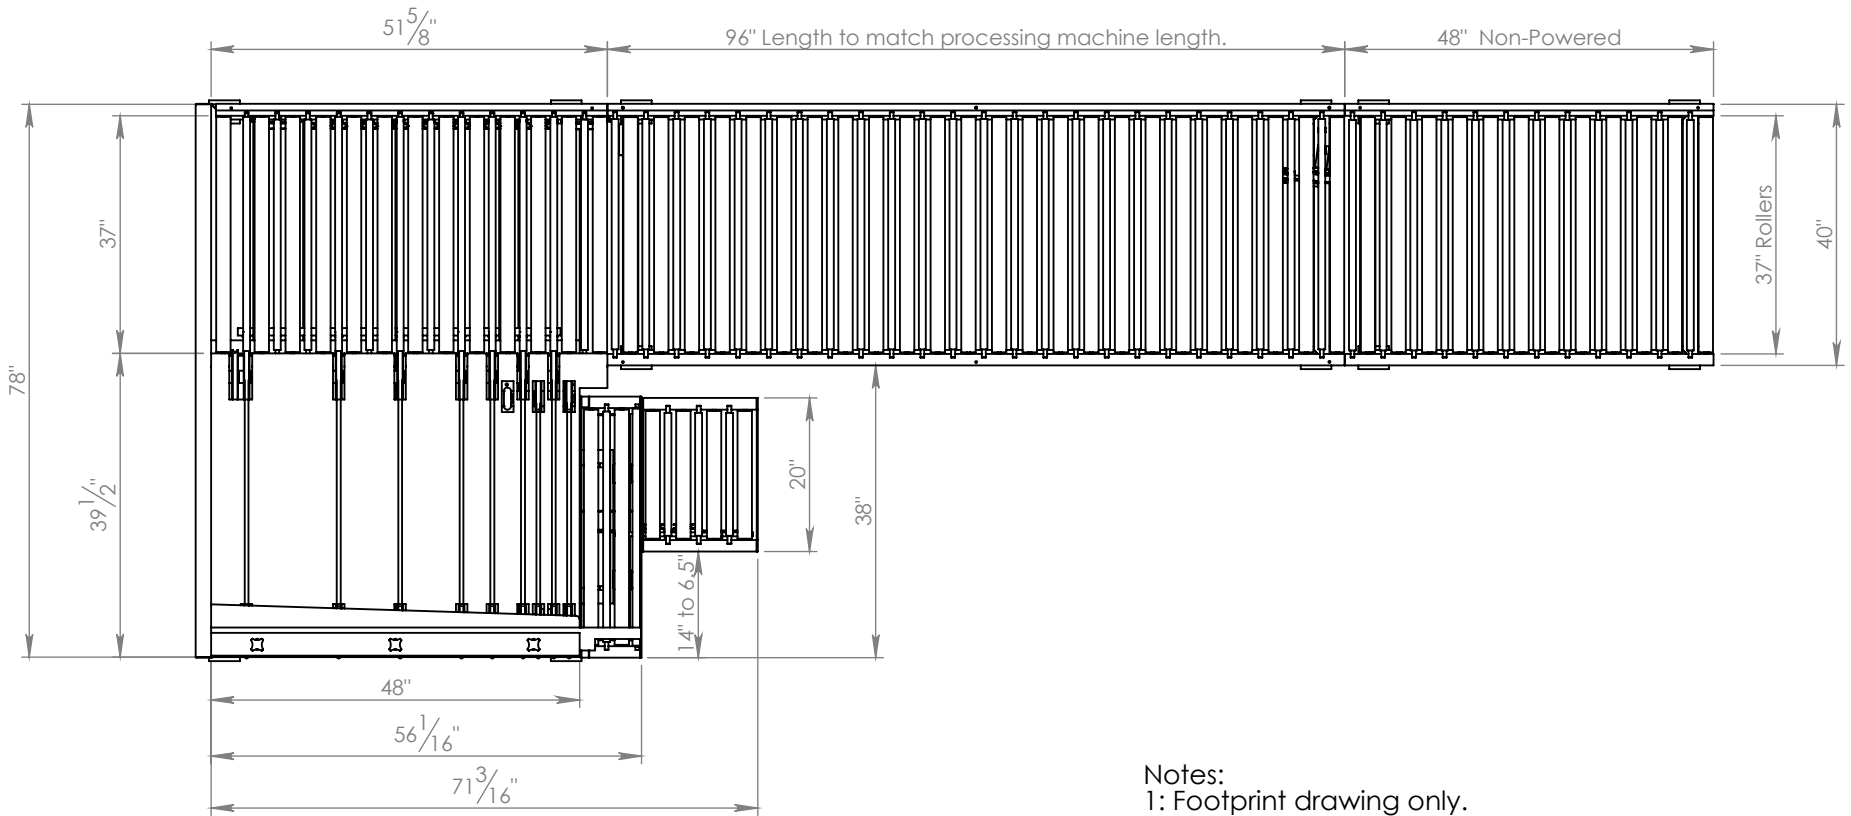 51 5/8"
96" Length to match processing machine length.
48" Non-Powered
78"
37"
39 1/2"
37" Rollers
40"
20"
38"
14" to 6.5"
48"
56 1/16"
71 3/16"
Notes:
1: Footprint drawing only.